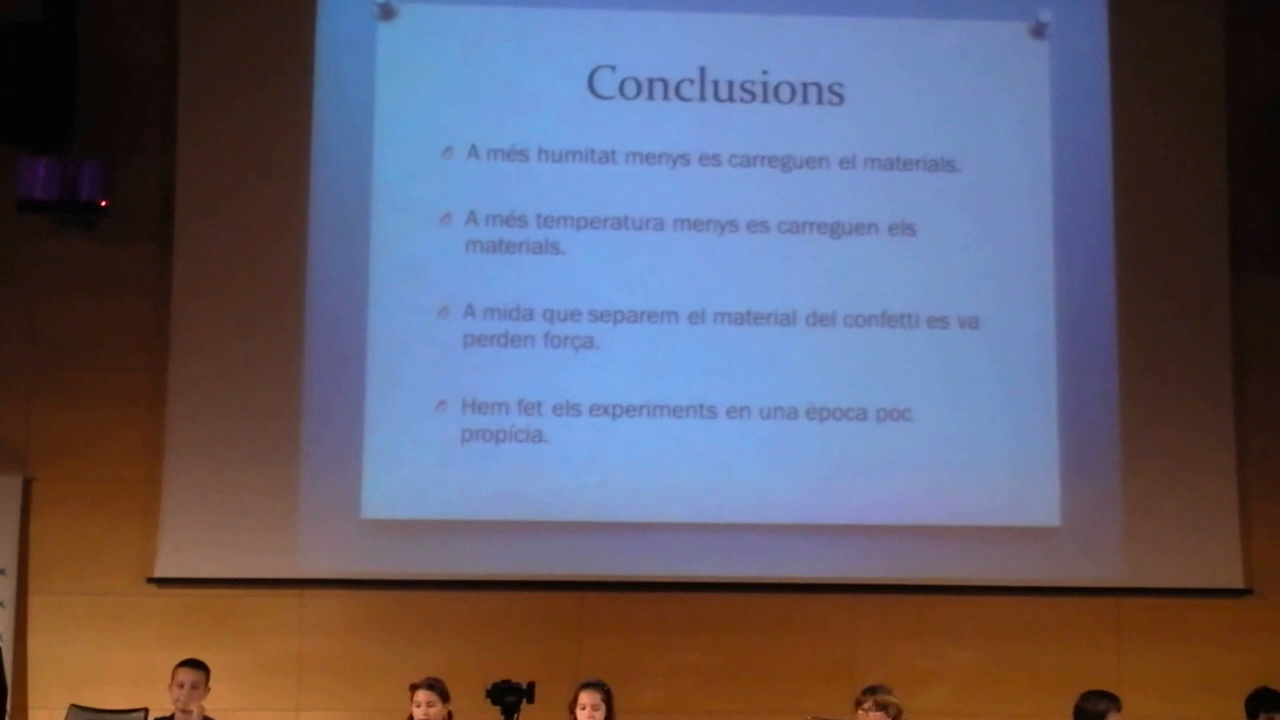 Conclusions
A més humitat menys es carreguen el materials.
A més temperatura menys es carreguen els
materials.
A mida que separem el material del confetti es va
perden força.
Hem fet els experiments en una època poc
propícia.